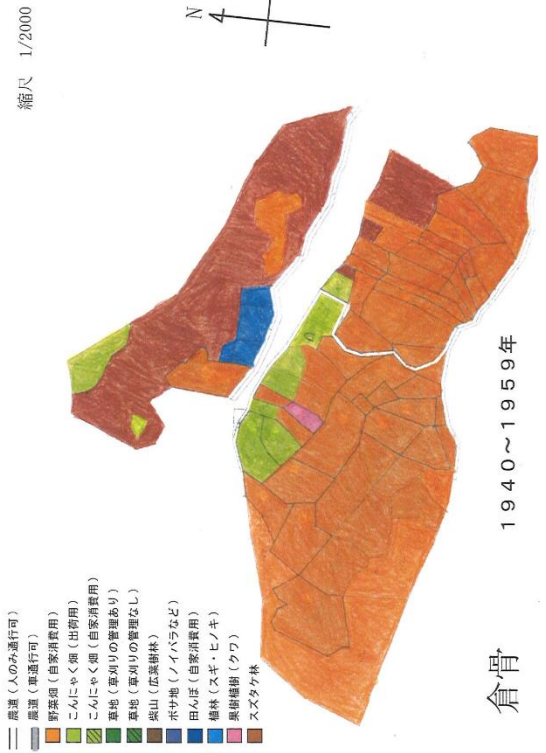 縮尺 1/2000
N
農道（人のみ通行可）
農道（車通行可）
野菜畑（自家消費用）
こんにゃく畑（出荷用）
こんにゃく畑（自家消費用）
草地（草刈りの管理あり）
草地（草刈りの管理なし）
柴山（広葉樹林）
ボサ地（ノイバラなど）
田んぼ（自家消費用）
植林（スギ・ヒノキ）
果樹植樹（クワ）
スズタケ林
1940～1959年
倉骨